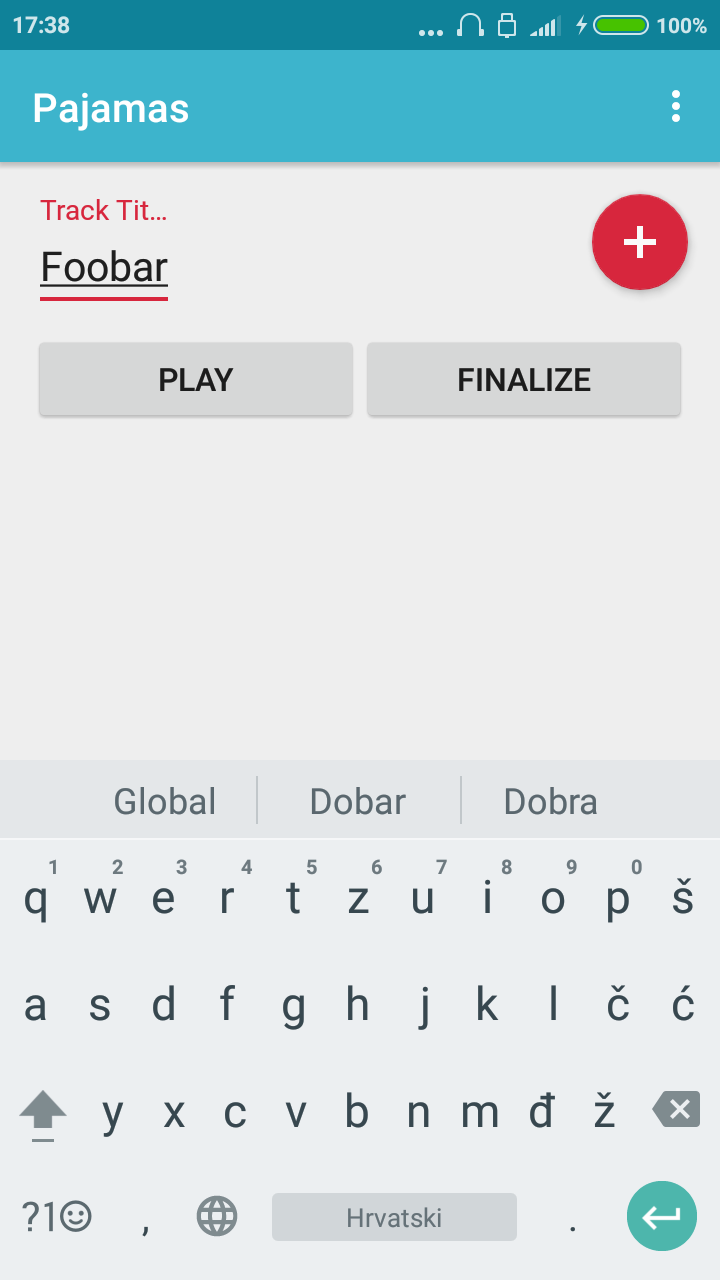 17:38 ... 100%
Pajamas
Track Tit...
Foobar
PLAY FINALIZE
Global Dobar Dobra
1 2 3 4 5 6 7 8 9 0
q w e r t z u i o p š
a s d f g h j k l č ć
y x c v b n m đ ž
?1 , Hrvatski .